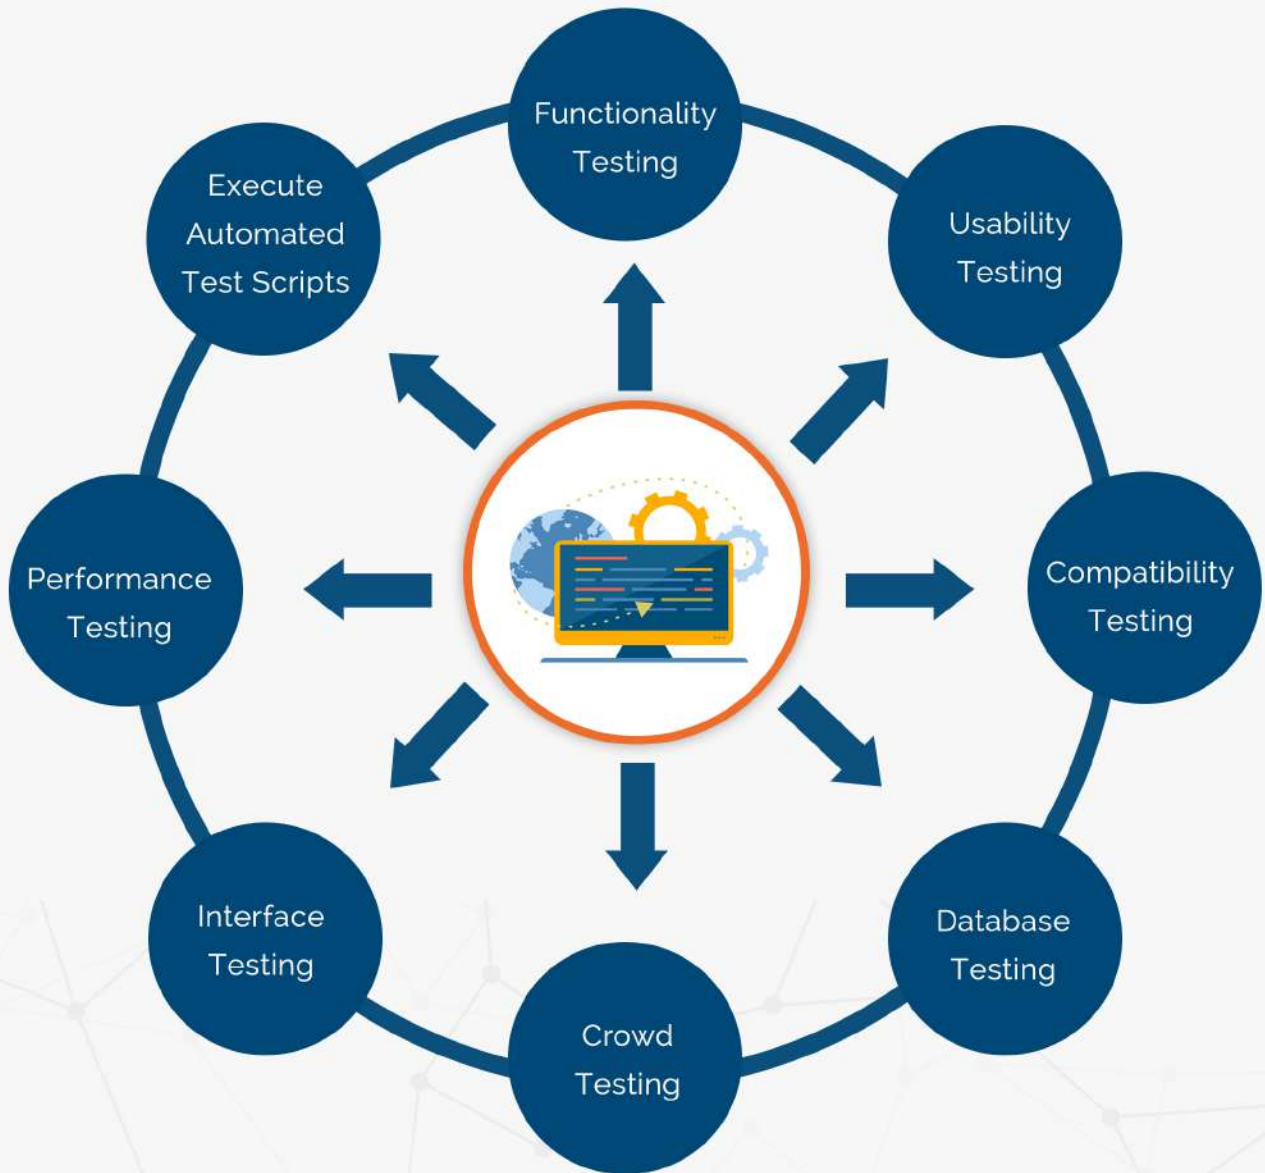 Functionality
Testing
Usability
Testing
Compatibility
Testing
Database
Testing
Crowd
Testing
Interface
Testing
Performance
Testing
Execute
Automated
Test Scripts